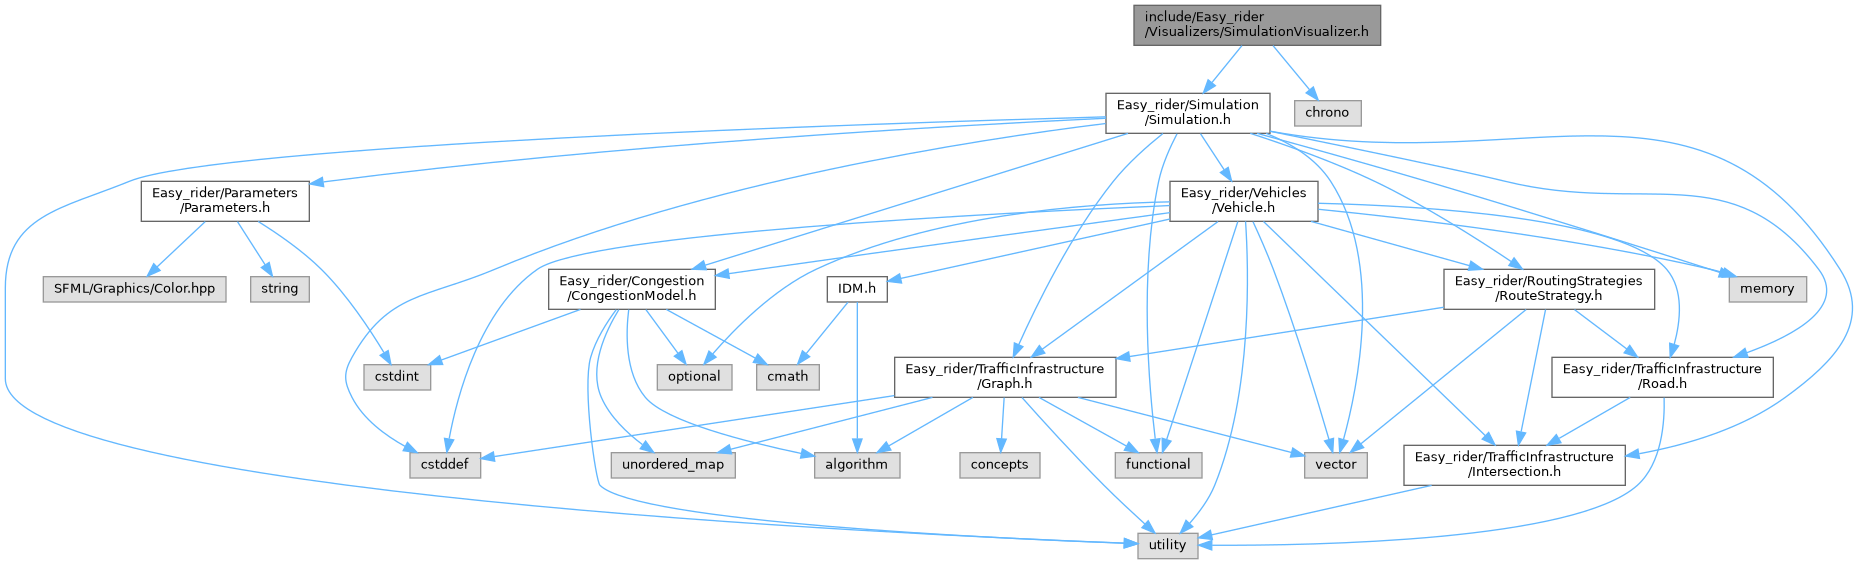 include/Easy_rider
/Visualizers/SimulationVisualizer.h
Easy_rider/Simulation
/Simulation.h
chrono
Easy_rider/Parameters
/Parameters.h
Easy_rider/Vehicles
/Vehicle.h
SFML/Graphics/Color.hpp
string
Easy_rider/Congestion
/CongestionModel.h
IDM.h
Easy_rider/RoutingStrategies
/RouteStrategy.h
memory
cstdint
optional
cmath
Easy_rider/TrafficInfrastructure
/Graph.h
Easy_rider/TrafficInfrastructure
/Road.h
cstddef
unordered_map
algorithm
concepts
functional
vector
Easy_rider/TrafficInfrastructure
/Intersection.h
utility